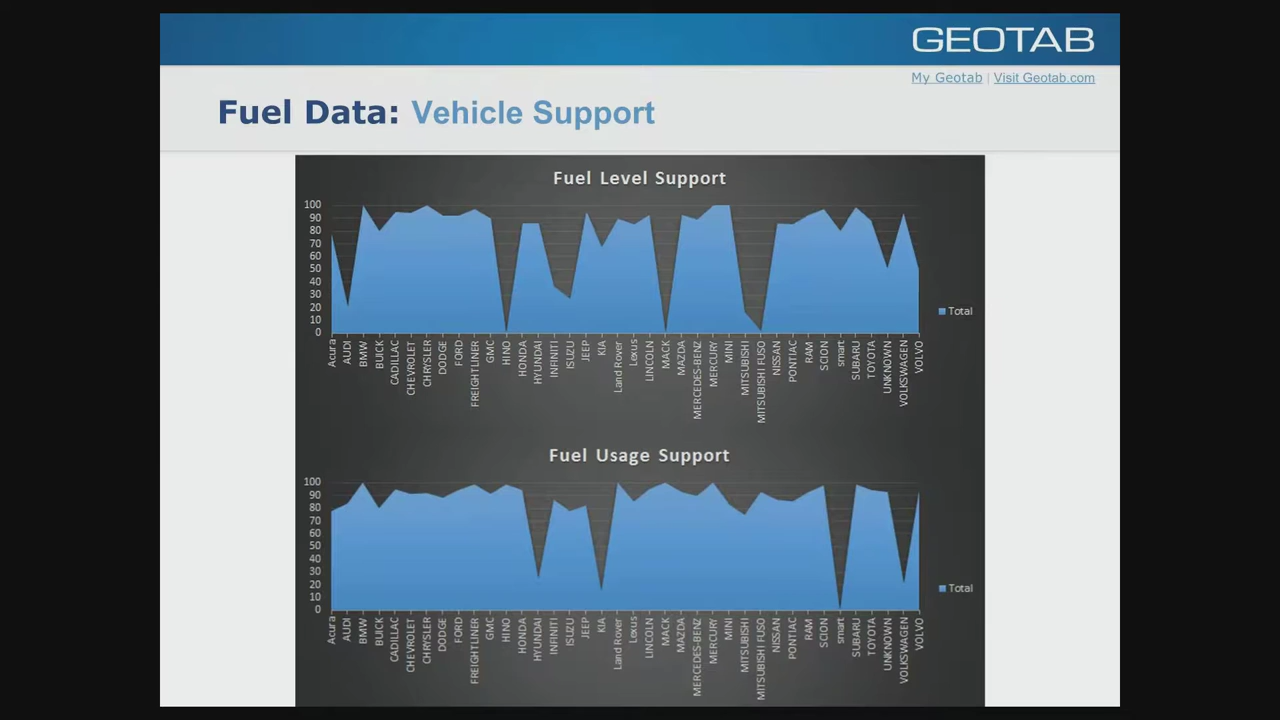 GEOTAB
My Geotab | Visit Geotab.com
Fuel Data: Vehicle Support
Fuel Level Support
100
90
80
70
60
50
40
30
20
10
0
Total
Acura
AUDI
BMW
BUICK
CADILLAC
CHEVROLET
CHRYSLER
DODGE
FORD
FREIGHTLINER
GMC
HINO
HONDA
HYUNDAI
INFINITI
ISUZU
JEEP
KIA
Land Rover
Lexus
LINCOLN
MACK
MAZDA
MERCEDES-BENZ
MERCURY
MINI
MITSUBISHI
MITSUBISHI FUSO
NISSAN
PONTIAC
RAM
SCION
smart
SUBARU
TOYOTA
UNKNOWN
VOLKSWAGEN
VOLVO
Fuel Usage Support
100
90
80
70
60
50
40
30
20
10
0
Total
Acura
AUDI
BMW
BUICK
CADILLAC
CHEVROLET
CHRYSLER
DODGE
FORD
FREIGHTLINER
GMC
HINO
HONDA
HYUNDAI
INFINITI
ISUZU
JEEP
KIA
Land Rover
Lexus
LINCOLN
MACK
MAZDA
MERCEDES-BENZ
MERCURY
MINI
MITSUBISHI
MITSUBISHI FUSO
NISSAN
PONTIAC
RAM
SCION
smart
SUBARU
TOYOTA
UNKNOWN
VOLKSWAGEN
VOLVO